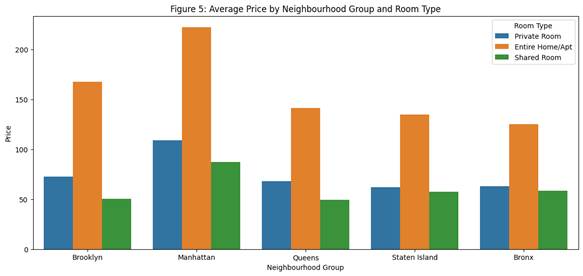 Figure 5: Average Price by Neighbourhood Group and Room Type
Room Type
Private Room
Entire Home/Apt
Shared Room
Price
200
150
100
50
0
Brooklyn Manhattan Queens Staten Island Bronx
Neighbourhood Group